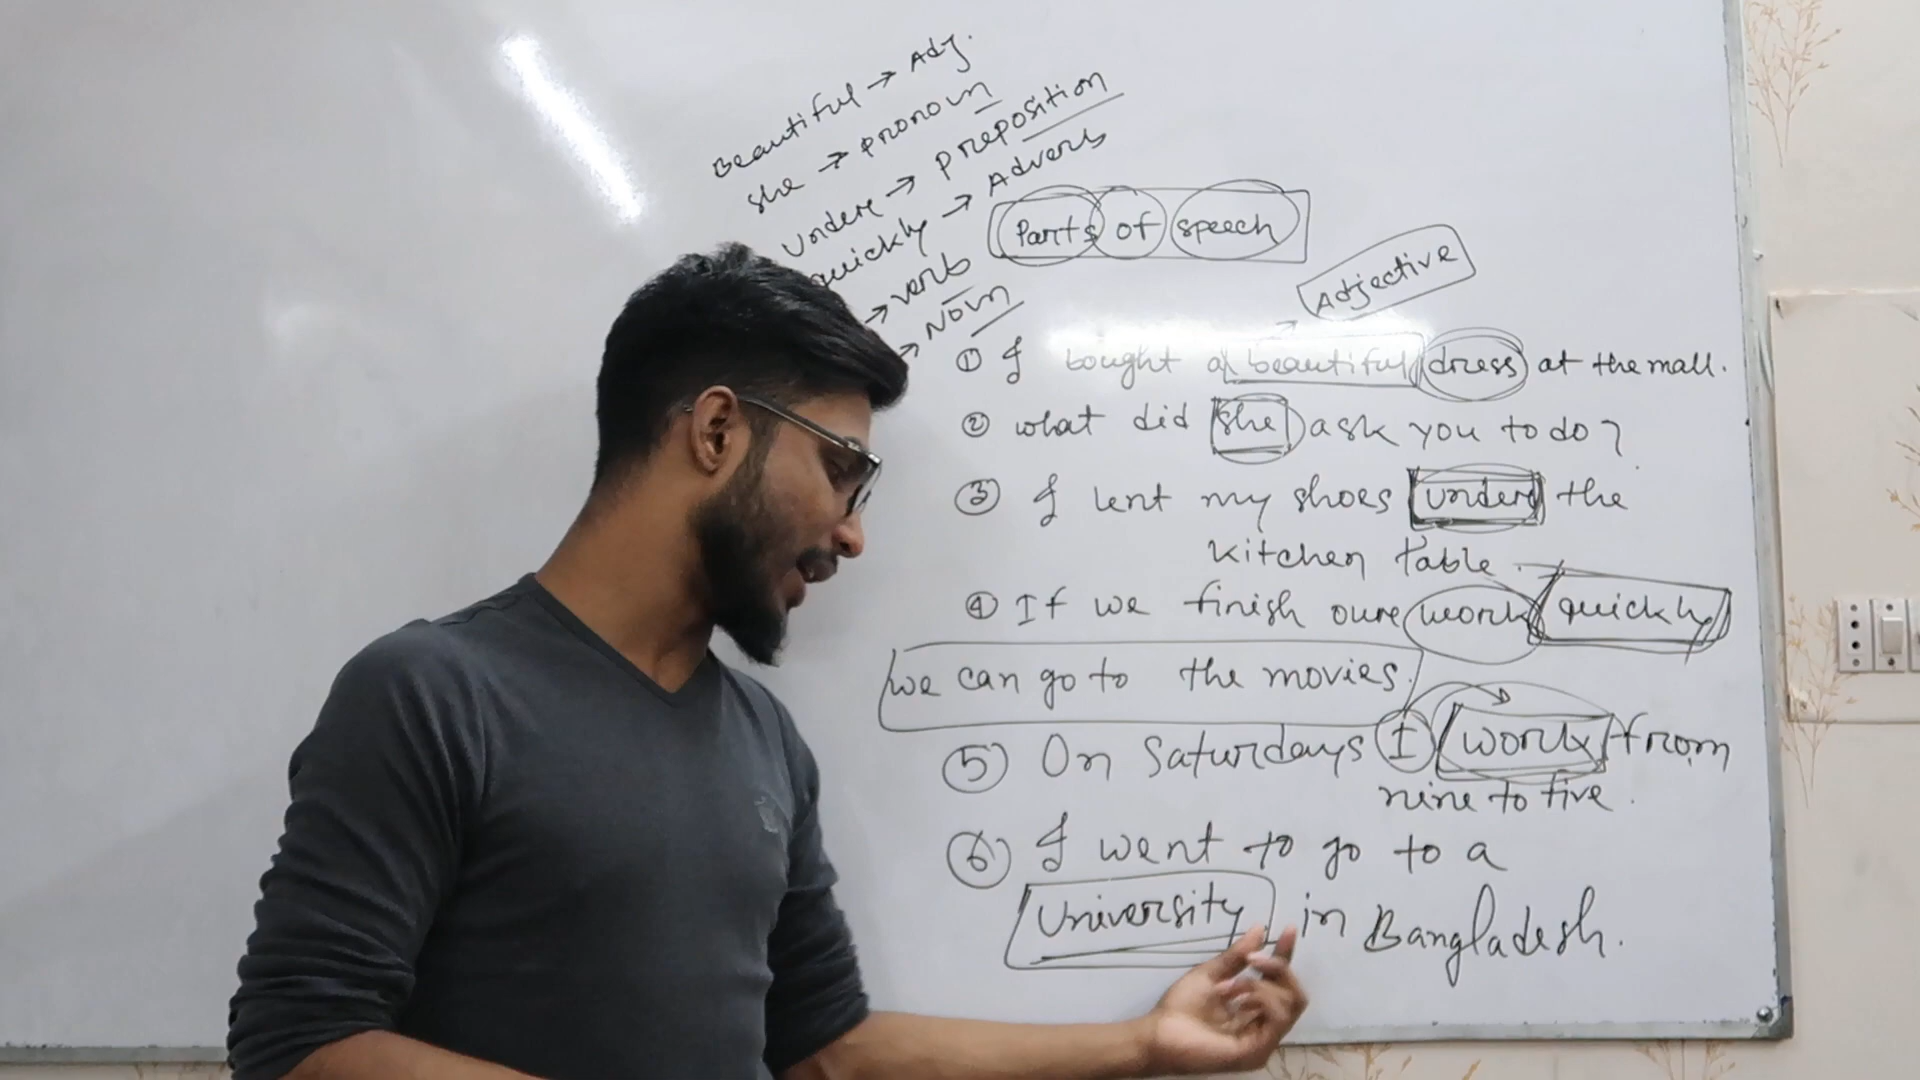 Beautiful → Adj.
she → pronoun
Under → Preposition
quickly → Adverb
→ verb
→ Noun
Parts of speech
Adjective
① I bought a beautiful dress at the mall.
② what did she ask you to do?
③ I lent my shoes under the
kitchen table.
④ If we finish our work quickly
we can go to the movies.
⑤ On Saturdays I work from
nine to five.
⑥ I went to go to a
University in Bangladesh.